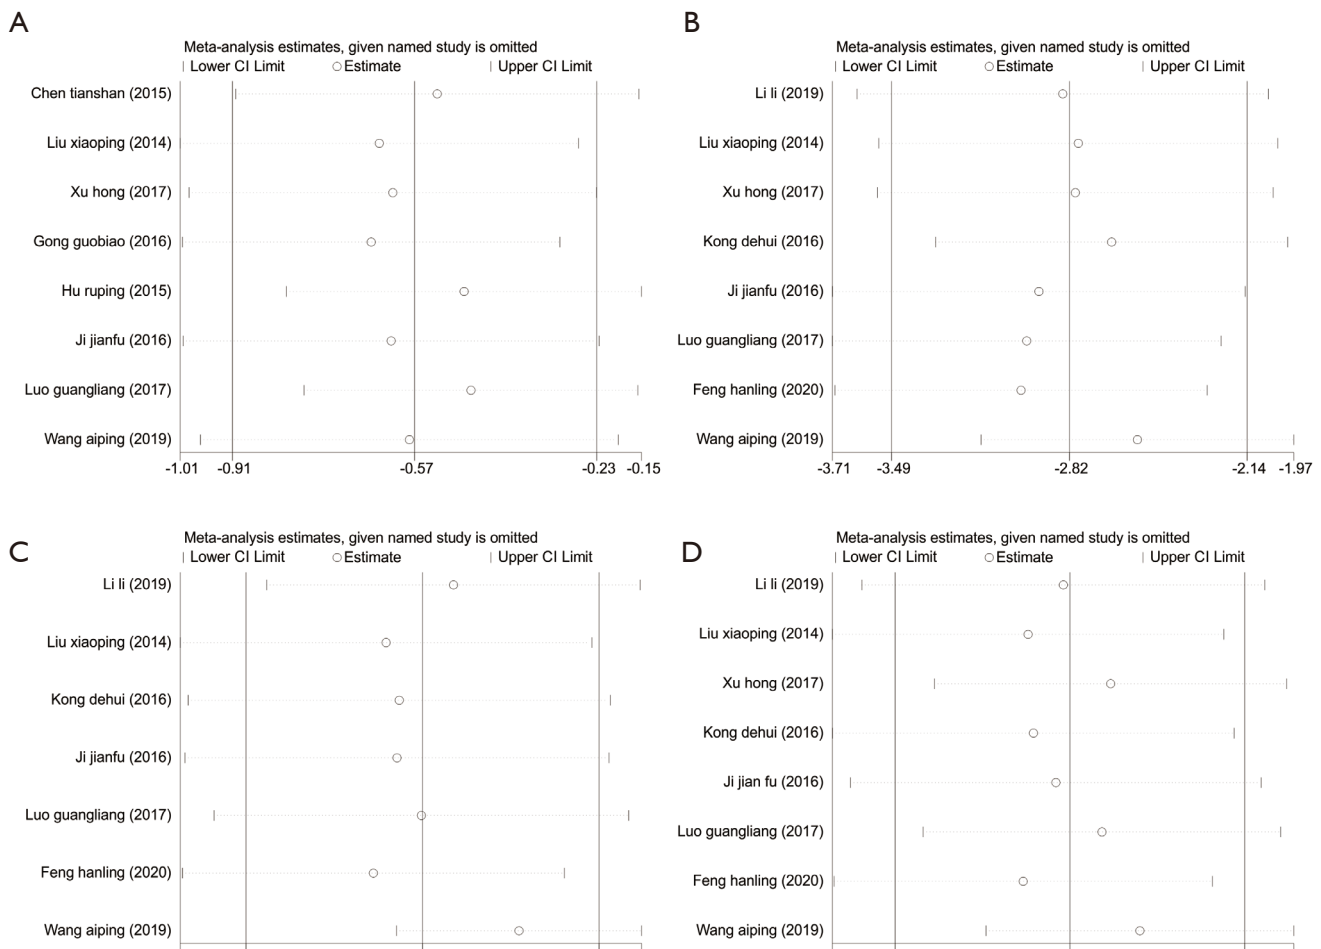 A
Meta-analysis estimates, given named study is omitted
Lower CI Limit Estimate Upper CI Limit
Chen tianshan (2015)
Liu xiaoping (2014)
Xu hong (2017)
Gong guobiao (2016)
Hu ruping (2015)
Ji jianfu (2016)
Luo guangliang (2017)
Wang aiping (2019)
-1.01 -0.91 -0.57 -0.23 -0.15
B
Meta-analysis estimates, given named study is omitted
Lower CI Limit Estimate Upper CI Limit
Li li (2019)
Liu xiaoping (2014)
Xu hong (2017)
Kong dehui (2016)
Ji jianfu (2016)
Luo guangliang (2017)
Feng hanling (2020)
Wang aiping (2019)
-3.71 -3.49 -2.82 -2.14 -1.97
C
Meta-analysis estimates, given named study is omitted
Lower CI Limit Estimate Upper CI Limit
Li li (2019)
Liu xiaoping (2014)
Kong dehui (2016)
Ji jianfu (2016)
Luo guangliang (2017)
Feng hanling (2020)
Wang aiping (2019)
D
Meta-analysis estimates, given named study is omitted
Lower CI Limit Estimate Upper CI Limit
Li li (2019)
Liu xiaoping (2014)
Xu hong (2017)
Kong dehui (2016)
Ji jian fu (2016)
Luo guangliang (2017)
Feng hanling (2020)
Wang aiping (2019)